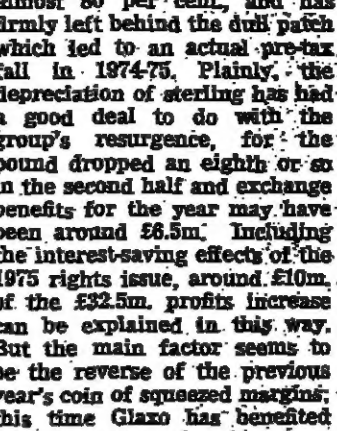 almost 80 per cent, and has
firmly left behind the dull patch
which led to an actual pre-tax
fall in 1974-75. Plainly, the
depreciation of sterling has had
a good deal to do with the
group's resurgence, for the
pound dropped an eighth or so
in the second half and exchange
benefits for the year may have
been around £6.5m. Including
the interest-saving effects of the
1975 rights issue, around £10m.
of the £32.5m. profits increase
can be explained in this way.
But the main factor seems to
be the reverse of the previous
year's coin of squeezed margins;
this time Glaxo has benefited